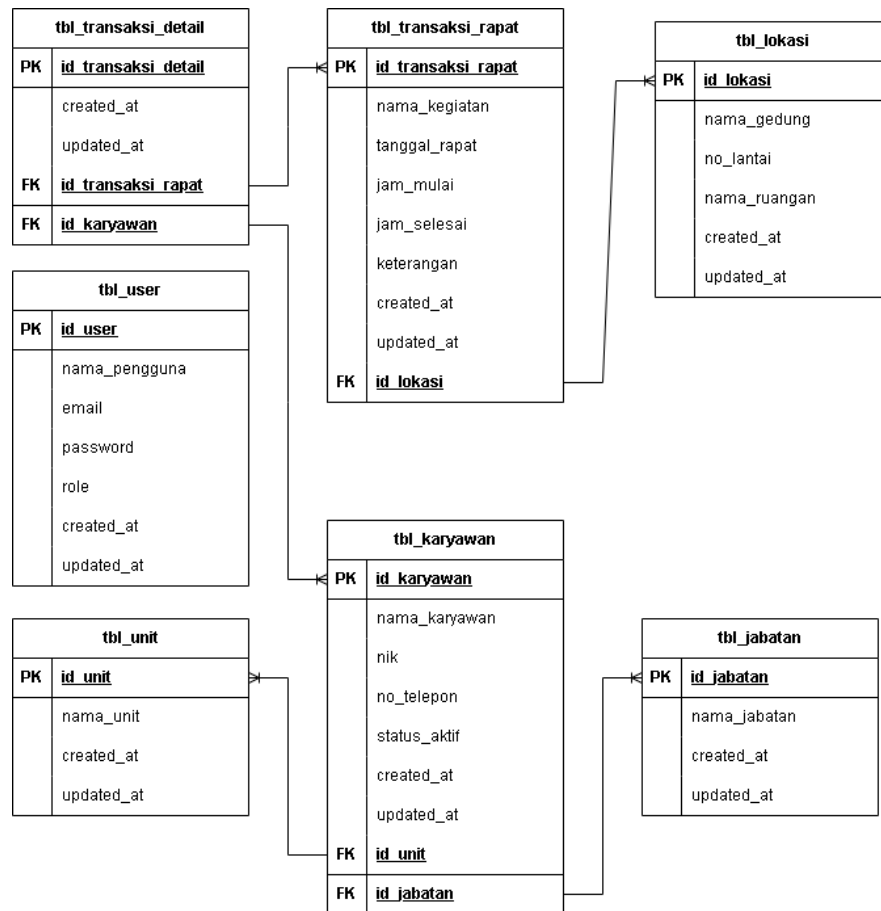 tbl_transaksi_detail
PK id_transaksi_detail
created_at
updated_at
FK id_transaksi_rapat
FK id_karyawan
tbl_transaksi_rapat
PK id_transaksi_rapat
nama_kegiatan
tanggal_rapat
jam_mulai
jam_selesai
keterangan
created_at
updated_at
FK id_lokasi
tbl_lokasi
PK id_lokasi
nama_gedung
no_lantai
nama_ruangan
created_at
updated_at
tbl_user
PK id_user
nama_pengguna
email
password
role
created_at
updated_at
tbl_karyawan
PK id_karyawan
nama_karyawan
nik
no_telepon
status_aktif
created_at
updated_at
FK id_unit
FK id_jabatan
tbl_unit
PK id_unit
nama_unit
created_at
updated_at
tbl_jabatan
PK id_jabatan
nama_jabatan
created_at
updated_at